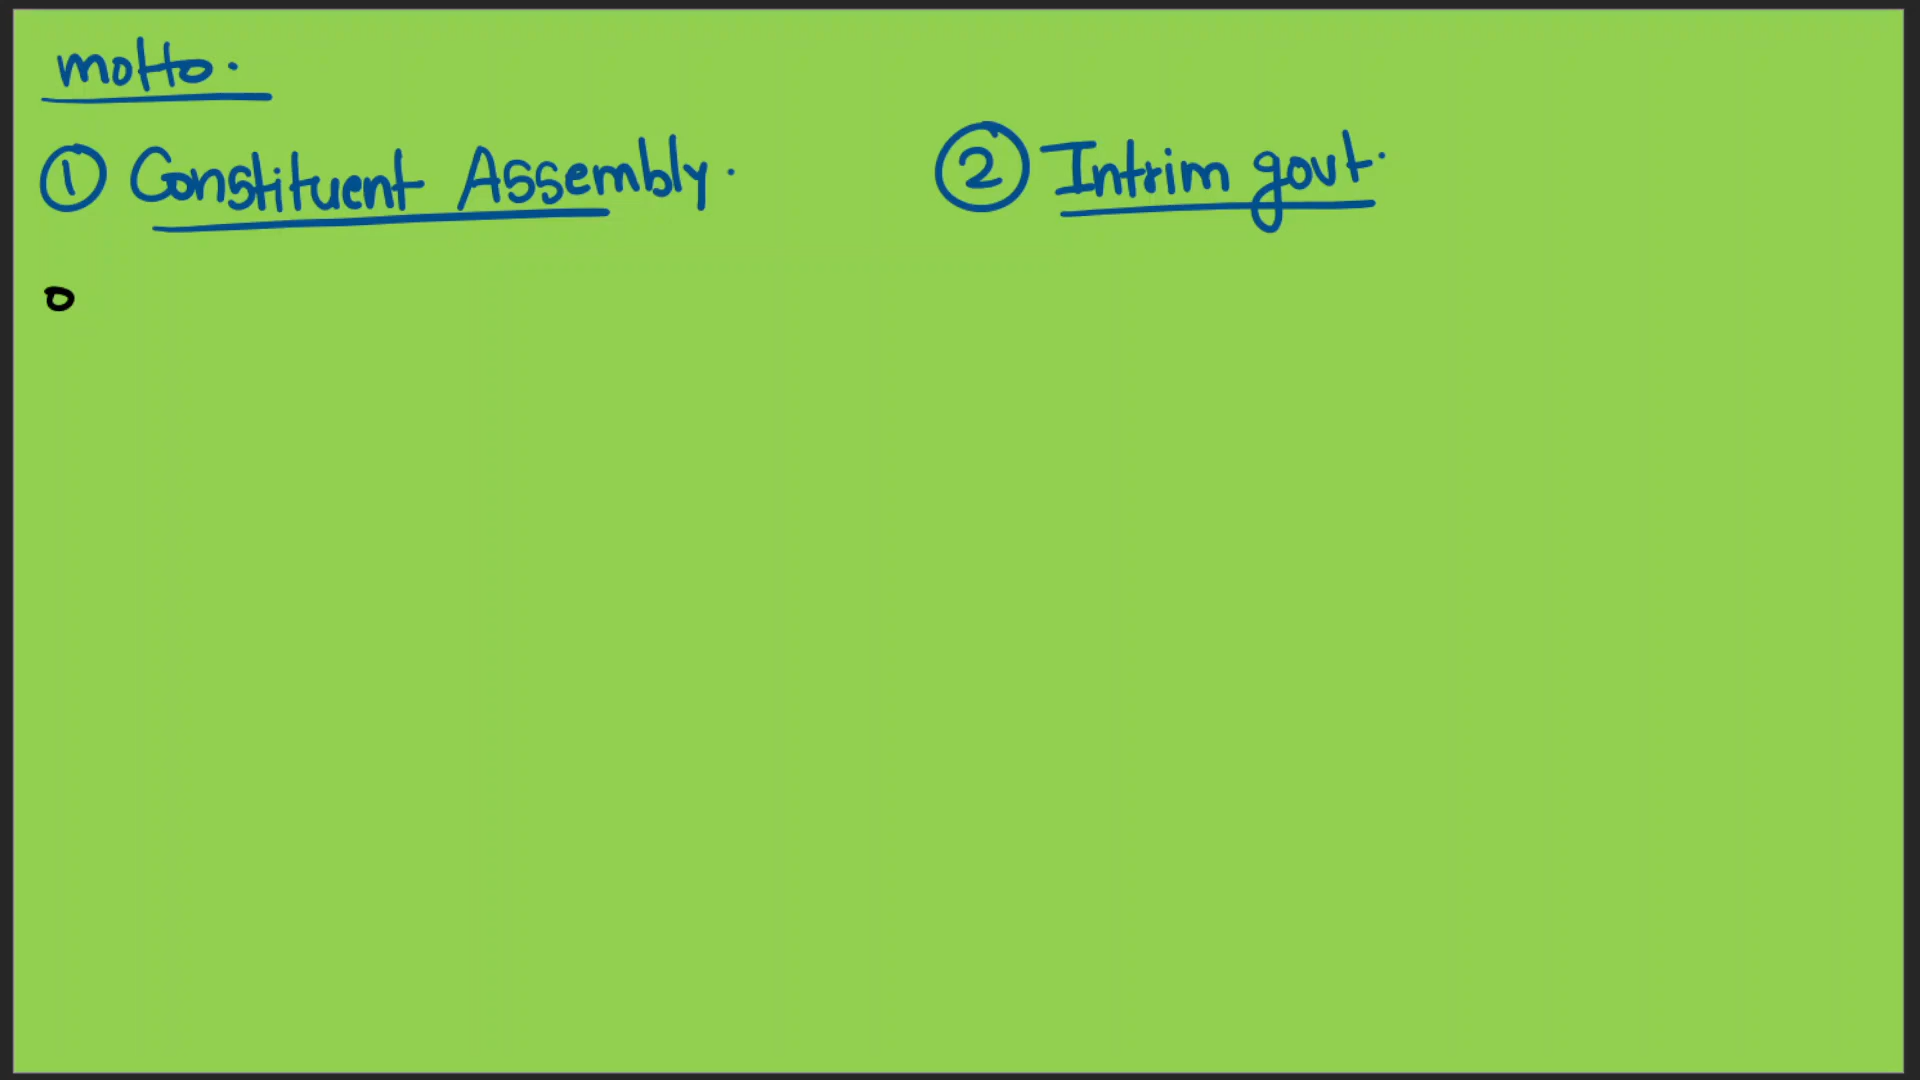 motto.
① Constituent Assembly.
② Intrim govt.